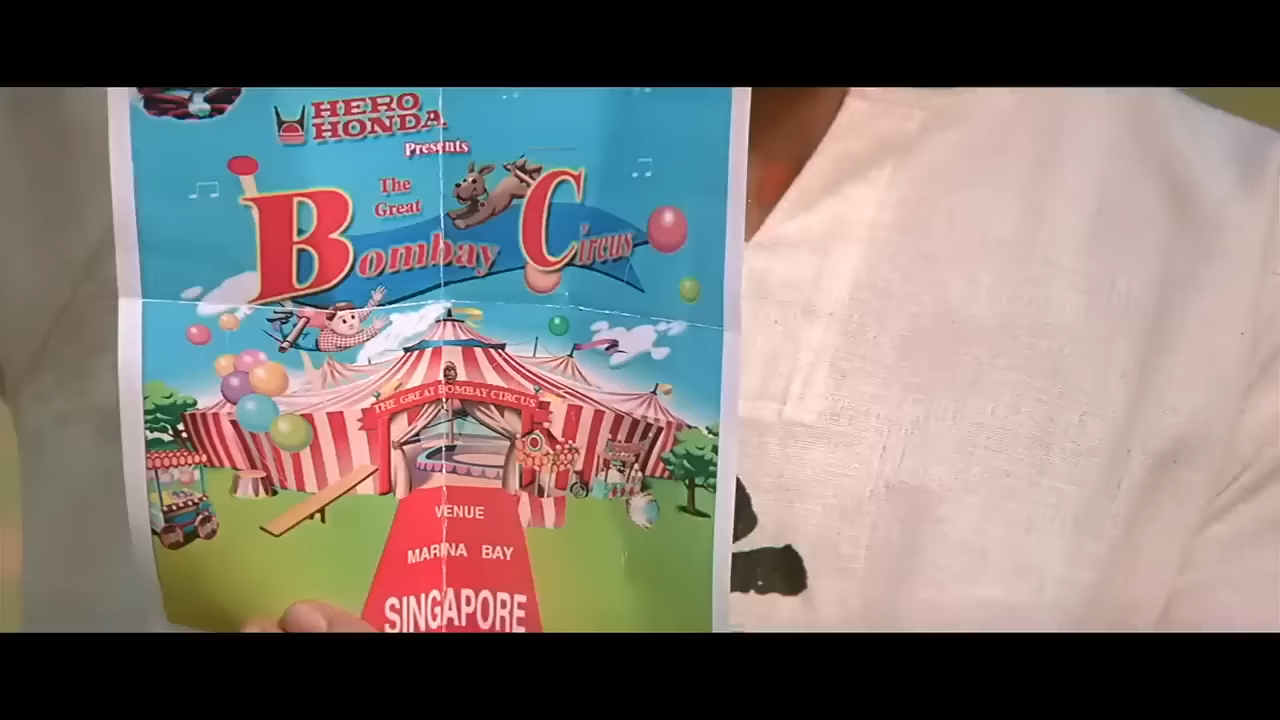 HERO
HONDA
Presents
The
Great
Bombay Circus
THE GREAT BOMBAY CIRCUS
VENUE
MARINA BAY
SINGAPORE